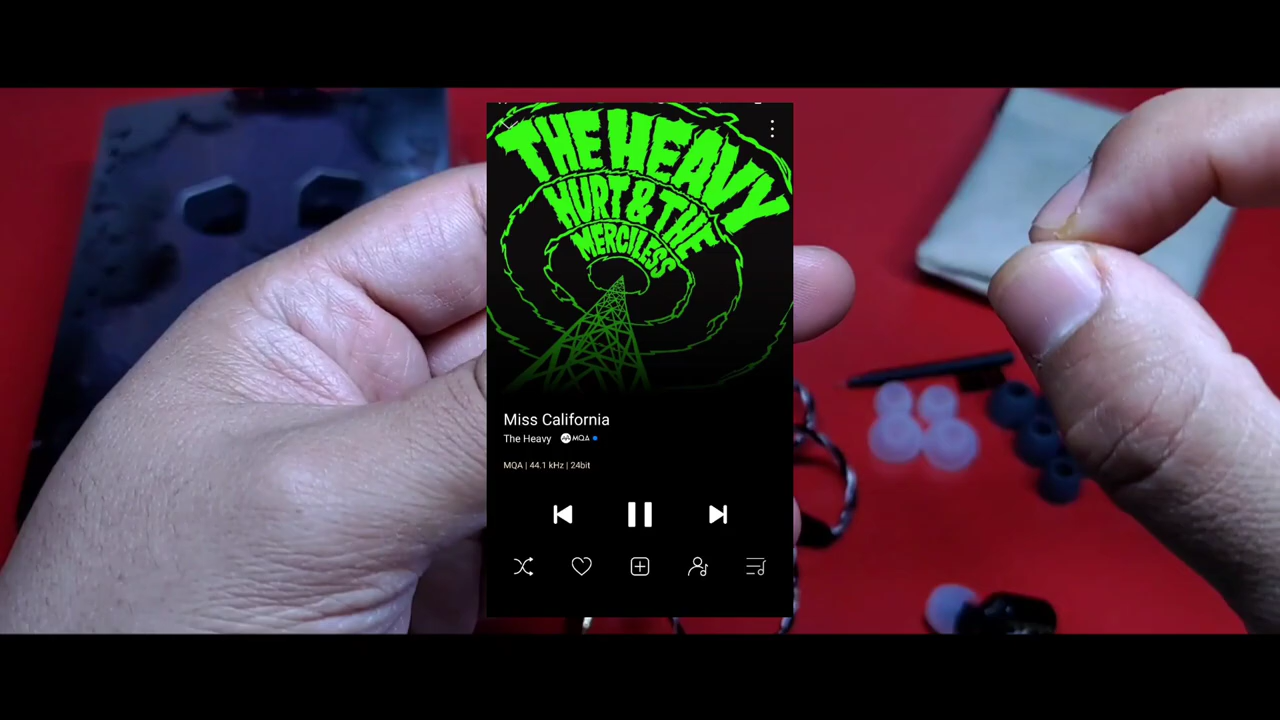 THE HEAVY
HURT & THE
MERCILESS
Miss California
The Heavy MQA
MQA | 44.1 kHz | 24bit